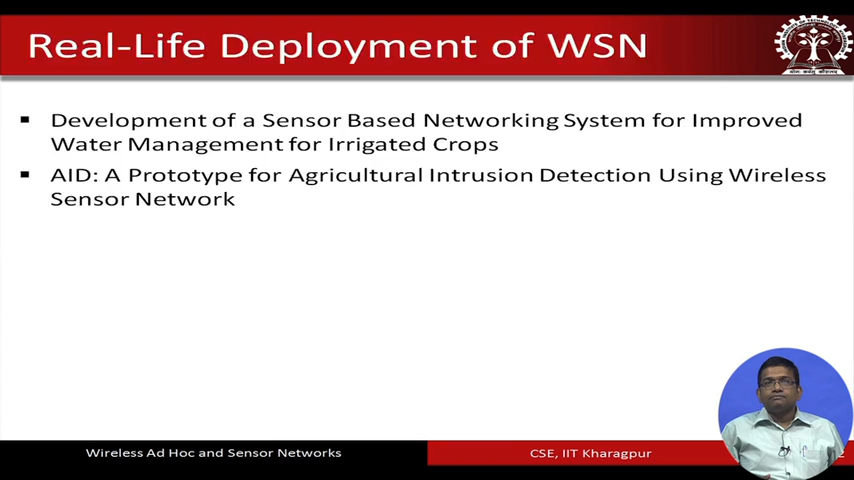 Real-Life Deployment of WSN
▪ Development of a Sensor Based Networking System for Improved
Water Management for Irrigated Crops
▪ AID: A Prototype for Agricultural Intrusion Detection Using Wireless
Sensor Network
Wireless Ad Hoc and Sensor Networks
CSE, IIT Kharagpur